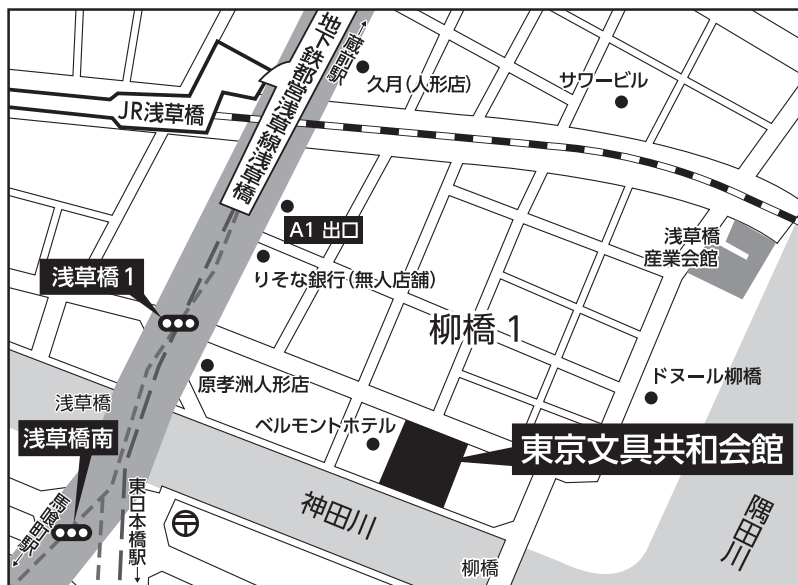 地下鉄都営浅草線浅草橋
↑蔵前駅
久月(人形店)
サワービル
JR浅草橋
A1 出口
浅草橋
産業会館
りそな銀行(無人店舗)
浅草橋1
柳橋1
原孝洲人形店
ドヌール柳橋
浅草橋
ベルモントホテル
浅草橋南
東京文具共和会館
神田川
隅田川
馬喰町駅
東日本橋駅
柳橋